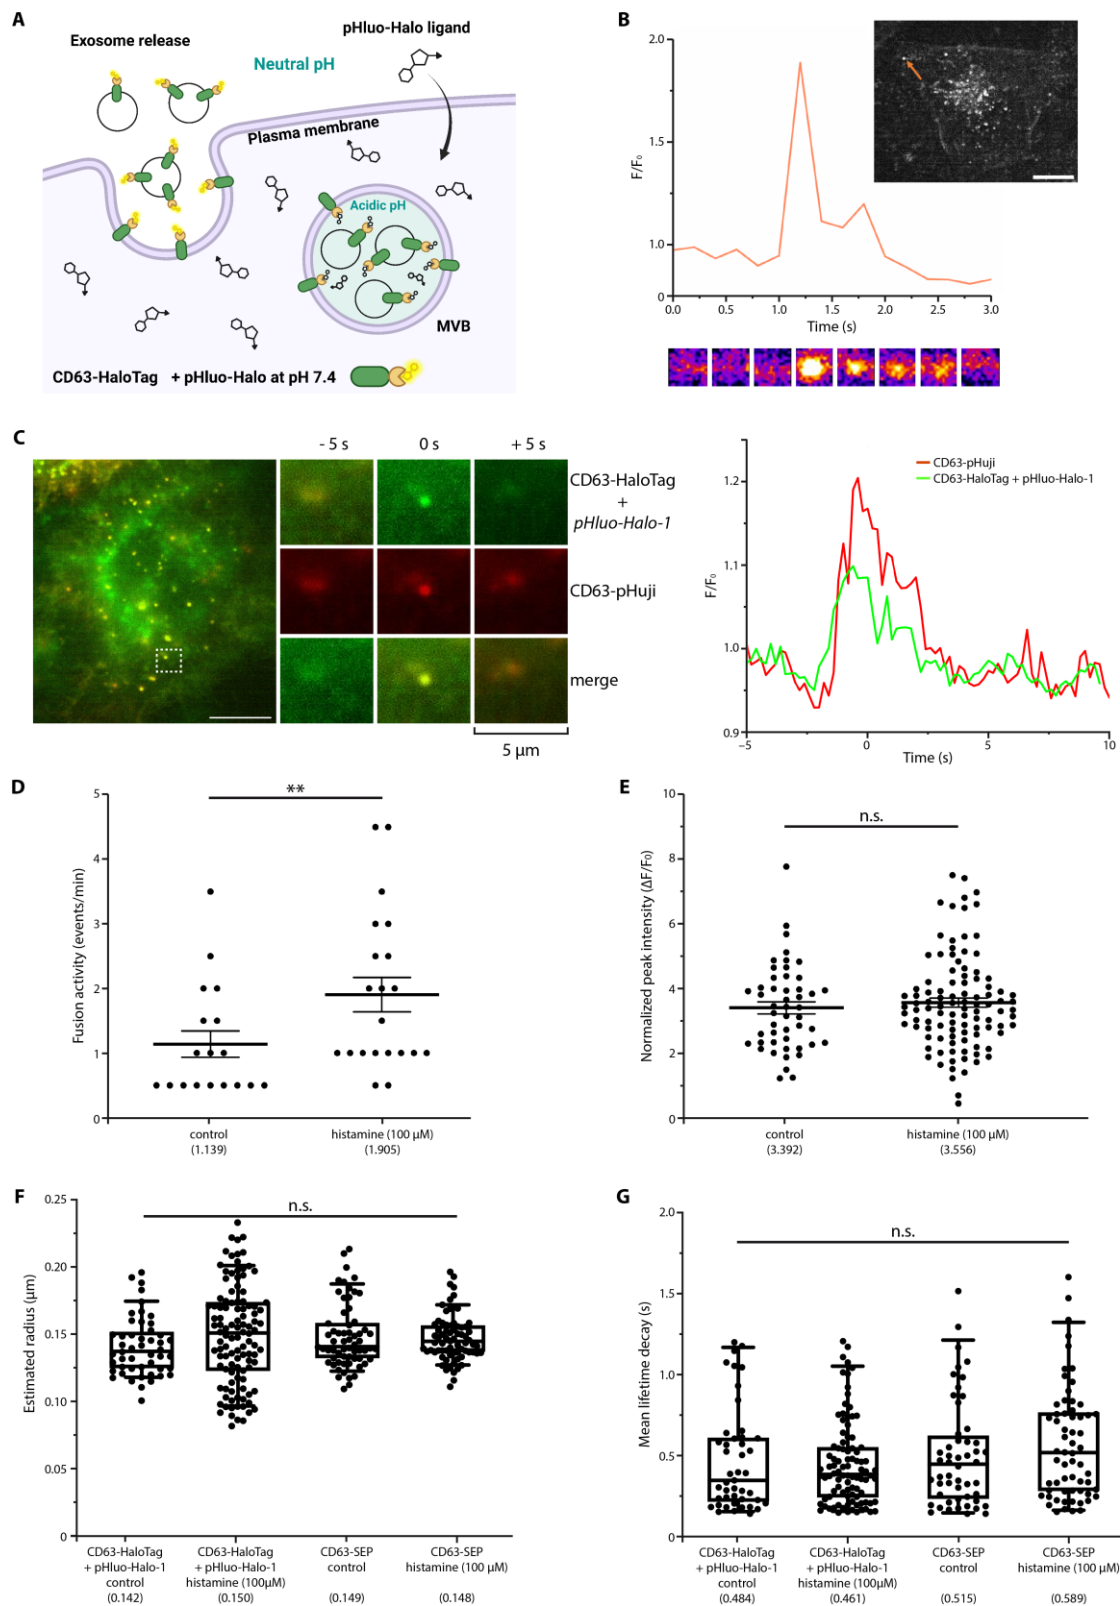 A
Exosome release
pHluo-Halo ligand
Neutral pH
Plasma membrane
Acidic pH
MVB
CD63-HaloTag + pHluo-Halo at pH 7.4
B
2.0
1.5
1.0
0
F/F₀
0.0 0.5 1.0 1.5 2.0 2.5 3.0
Time (s)
C
- 5 s 0 s + 5 s
CD63-HaloTag
+
pHluo-Halo-1
CD63-pHuji
merge
5 µm
CD63-pHuji
CD63-HaloTag + pHluo-Halo-1
1.2
1.1
1.0
0.9
F/F₀
−5 0 5 10
Time (s)
D
**
5
4
3
2
1
0
Fusion activity (events/min)
control histamine (100 µM)
(1.139) (1.905)
E
n.s.
10
8
6
4
2
0
Normalized peak intensity (ΔF/F₀)
control histamine (100 µM)
(3.392) (3.556)
F
n.s.
0.25
0.20
0.15
0.10
0.05
0
Estimated radius (µm)
CD63-HaloTag CD63-HaloTag CD63-SEP CD63-SEP
+ pHluo-Halo-1 + pHluo-Halo-1 control histamine (100 µM)
control histamine (100µM)
(0.142) (0.150) (0.149) (0.148)
G
n.s.
2.0
1.5
1.0
0.5
0
Mean lifetime decay (s)
CD63-HaloTag CD63-HaloTag CD63-SEP CD63-SEP
+ pHluo-Halo-1 + pHluo-Halo-1 control histamine (100 µM)
control histamine (100µM)
(0.484) (0.461) (0.515) (0.589)